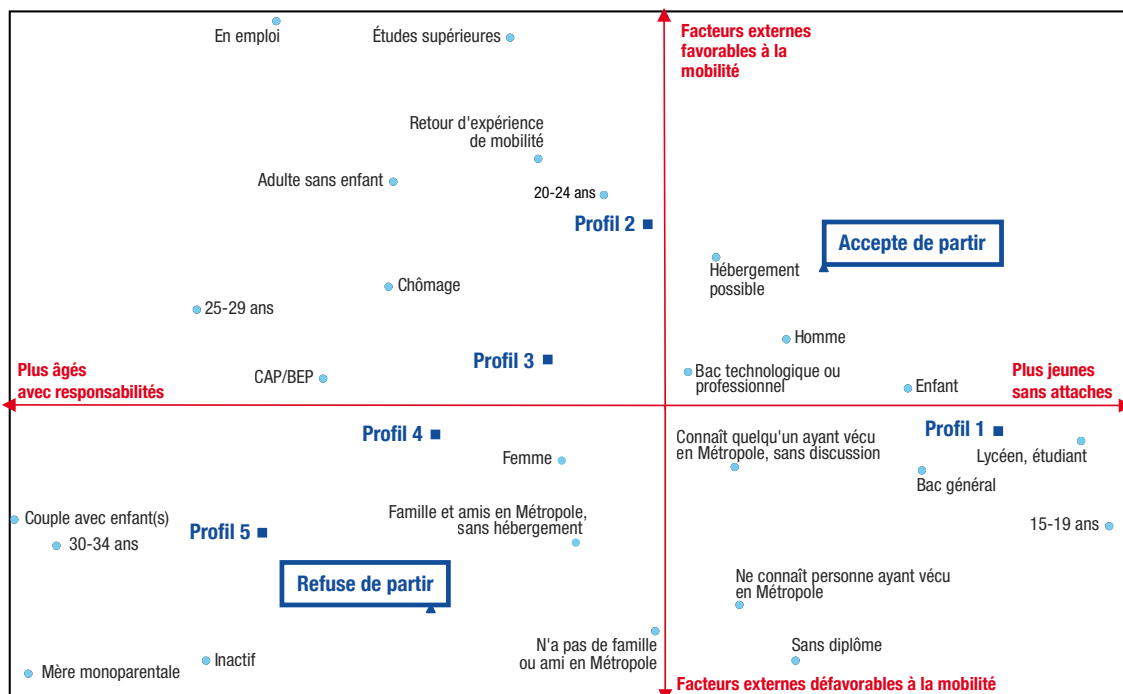 En emploi
Études supérieures
Facteurs externes
favorables à la
mobilité
Retour d'expérience
de mobilité
Adulte sans enfant
20-24 ans
Profil 2
Accepte de partir
Hébergement
possible
Chômage
25-29 ans
Homme
Profil 3
Plus âgés
avec responsabilités
CAP/BEP
Bac technologique ou
professionnel
Enfant
Plus jeunes
sans attaches
Profil 4
Profil 1
Connaît quelqu'un ayant vécu
en Métropole, sans discussion
Lycéen, étudiant
Femme
Bac général
Famille et amis en Métropole,
sans hébergement
Couple avec enfant(s)
30-34 ans
Profil 5
15-19 ans
Refuse de partir
Ne connaît personne ayant vécu
en Métropole
N'a pas de famille
ou ami en Métropole
Sans diplôme
Inactif
Mère monoparentale
Facteurs externes défavorables à la mobilité